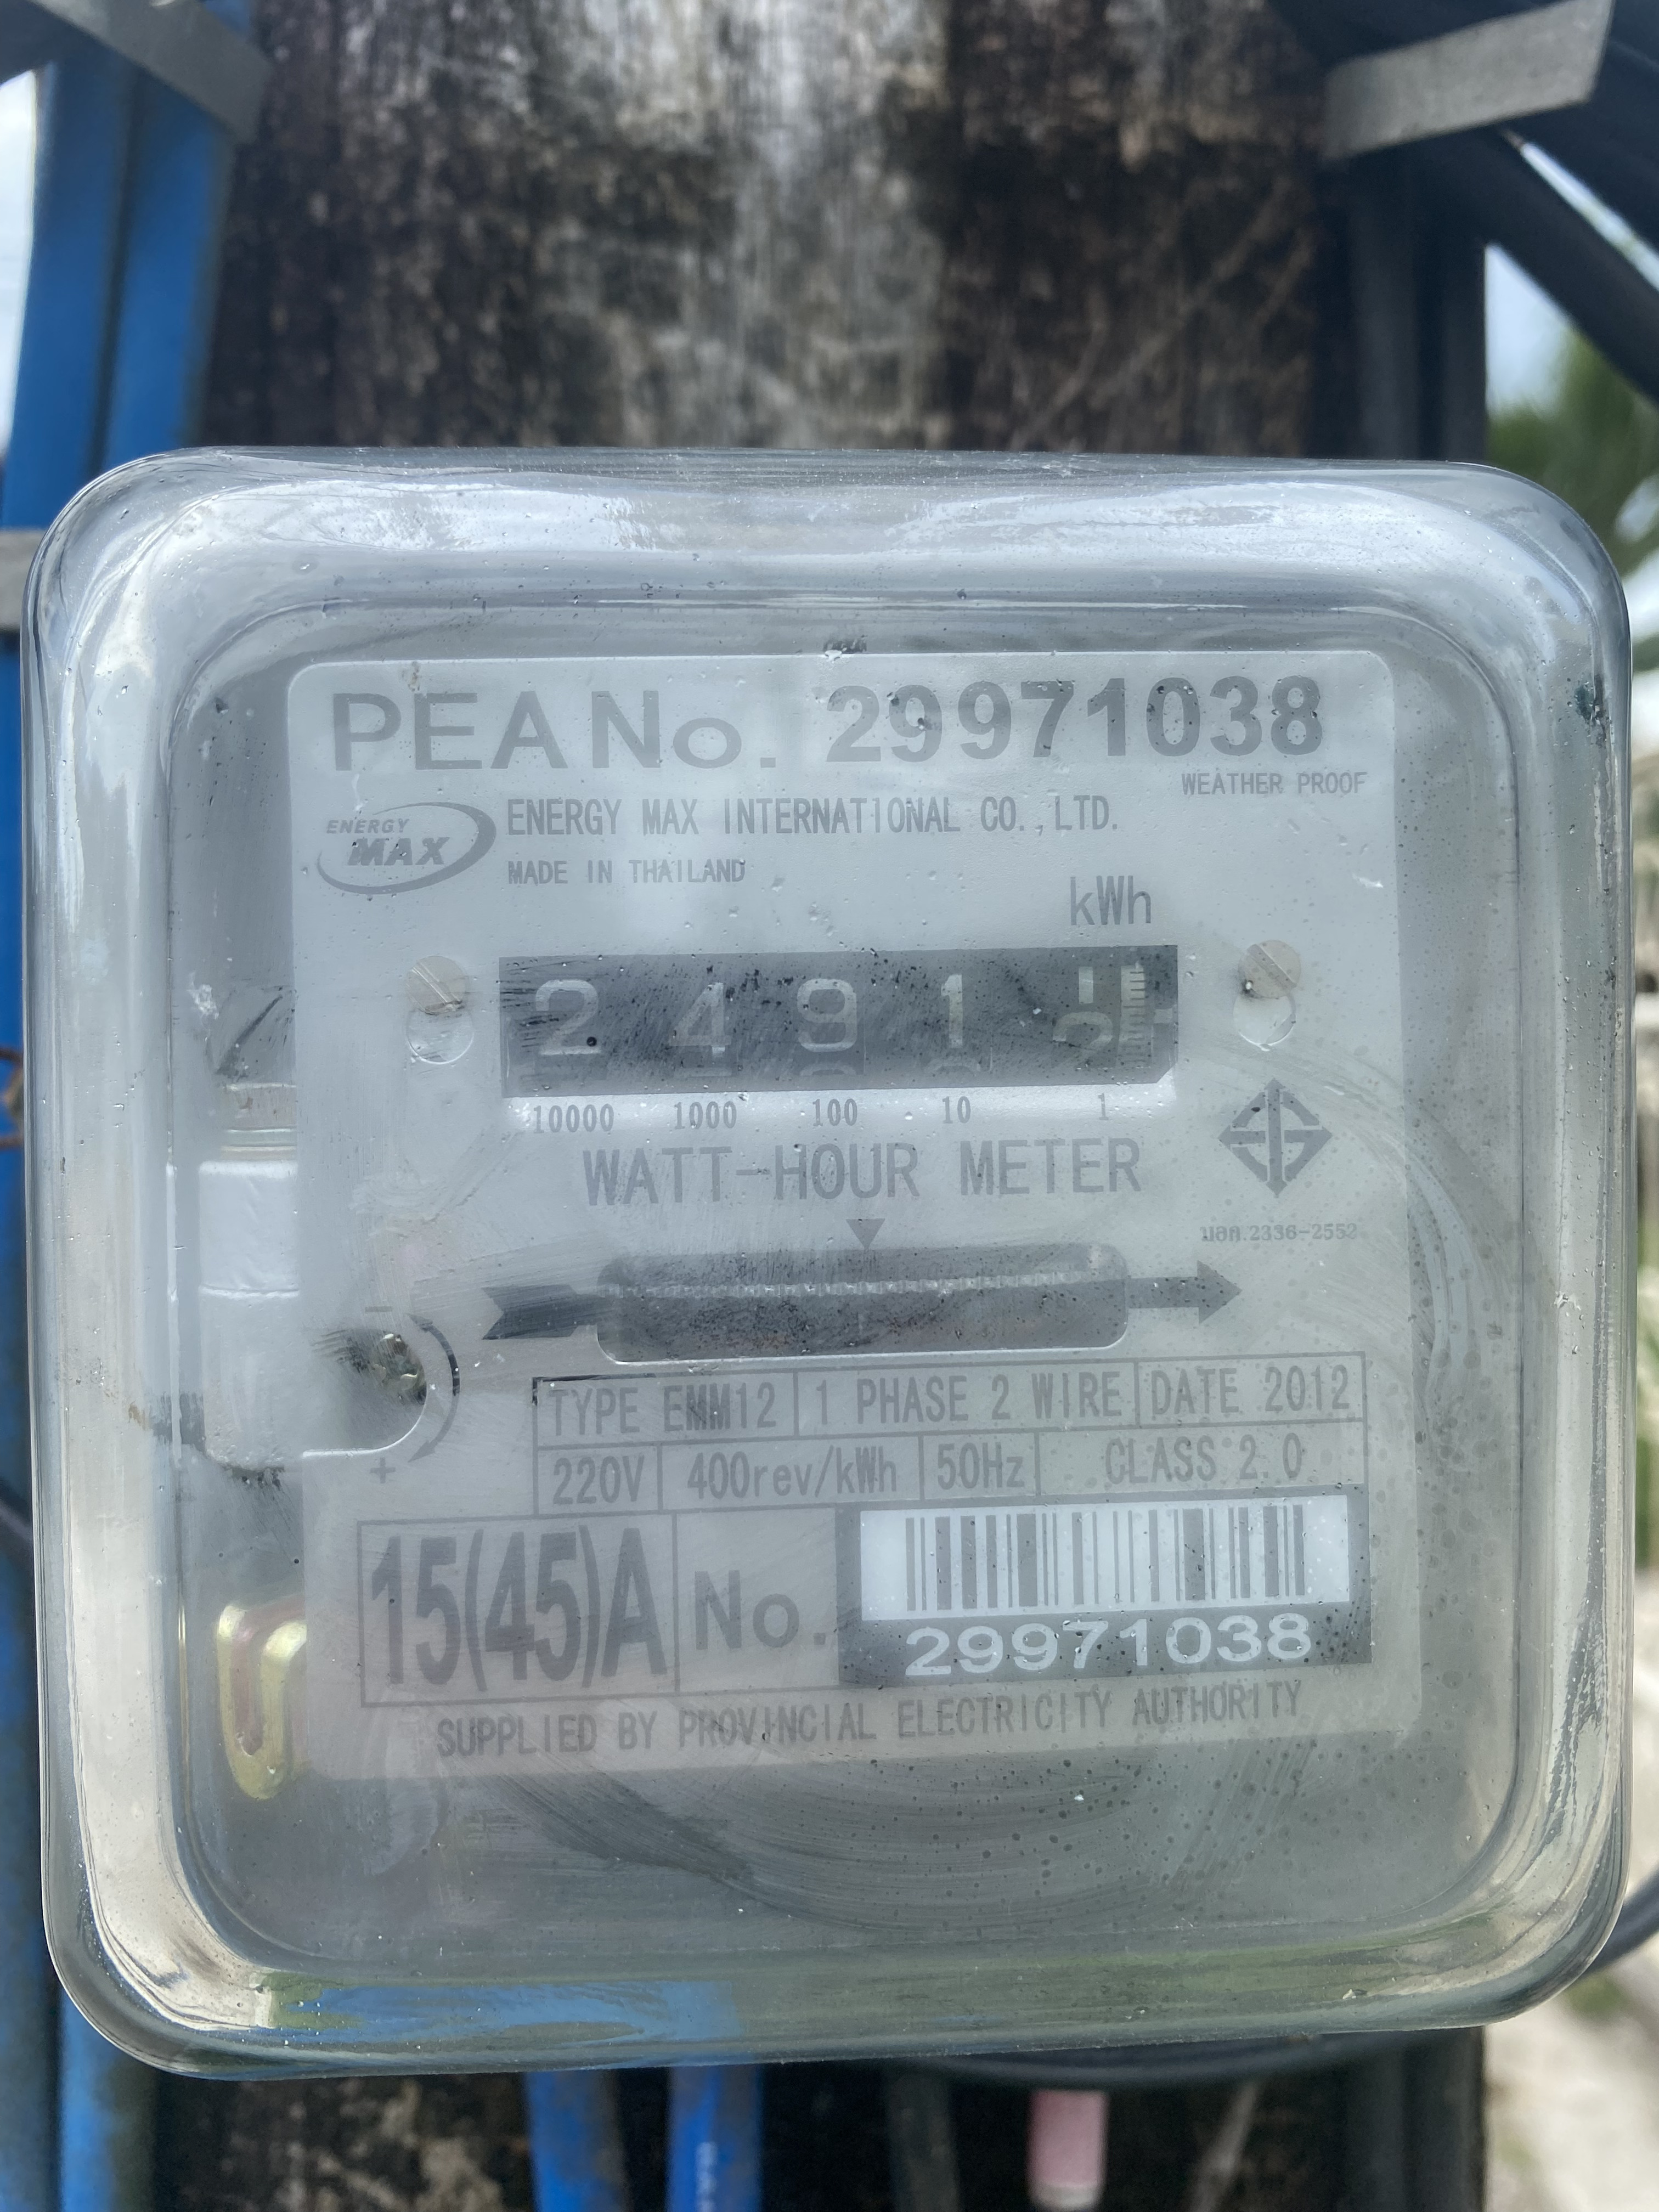 PEA No. 29971038
WEATHER PROOF
ENERGY MAX
ENERGY MAX INTERNATIONAL CO.,LTD.
MADE IN THAILAND
kWh
2 4 9 1
10000 1000 100 10 1
WATT-HOUR METER
มอก.2336-2552
-
+
TYPE EMM12 1 PHASE 2 WIRE DATE 2012
220V 400rev/kWh 50Hz CLASS 2.0
15(45)A No. 29971038
SUPPLIED BY PROVINCIAL ELECTRICITY AUTHORITY